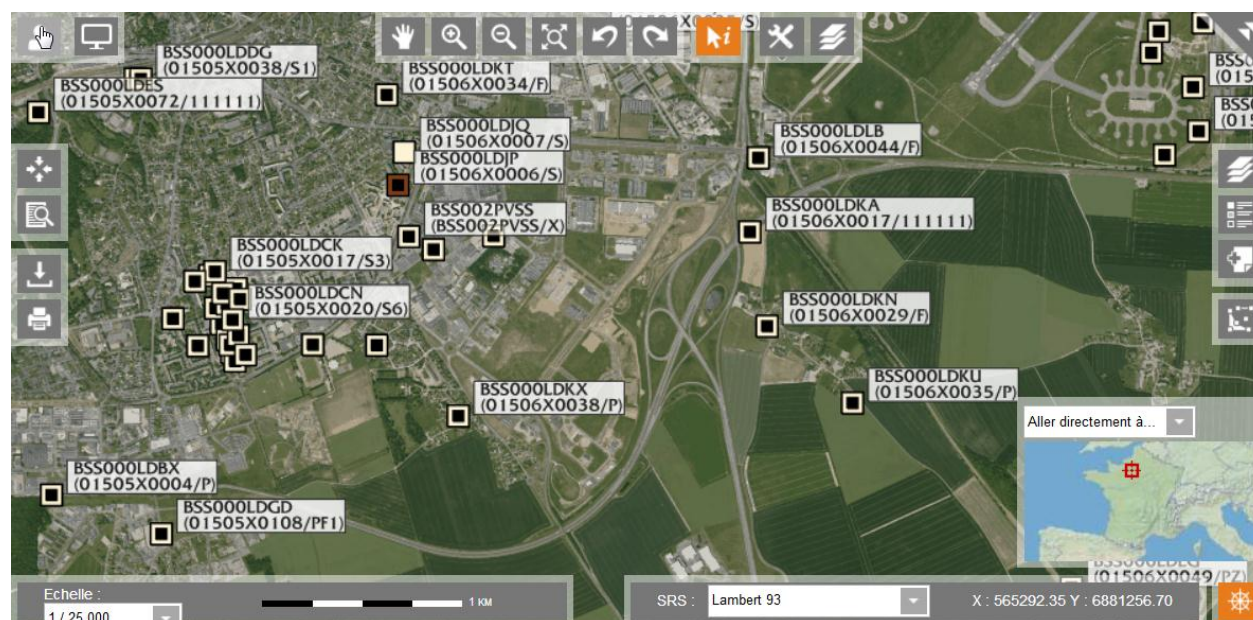 BSS000LDDG
(01505X0038/S1)
BSS000LDES
(01505X0072/111111)
BSS000LDKT
(01506X0034/F)
BSS000LDJQ
(01506X0007/S)
BSS000LDJP
(01506X0006/S)
BSS000LDLB
(01506X0044/F)
BSS002PVSS
(BSS002PVSS/X)
BSS000LDKA
(01506X0017/111111)
BSS000LDCK
(01505X0017/S3)
BSS000LDCN
(01505X0020/S6)
BSS000LDKN
(01506X0029/F)
BSS000LDKX
(01506X0038/P)
BSS000LDKU
(01506X0035/P)
Aller directement à...
BSS000LDBX
(01505X0004/P)
BSS000LDGD
(01505X0108/PF1)
(01506X0049/PZ)
Echelle :
1 / 25 000
1 KM
SRS :
Lambert 93
X : 565292.35 Y : 6881256.70